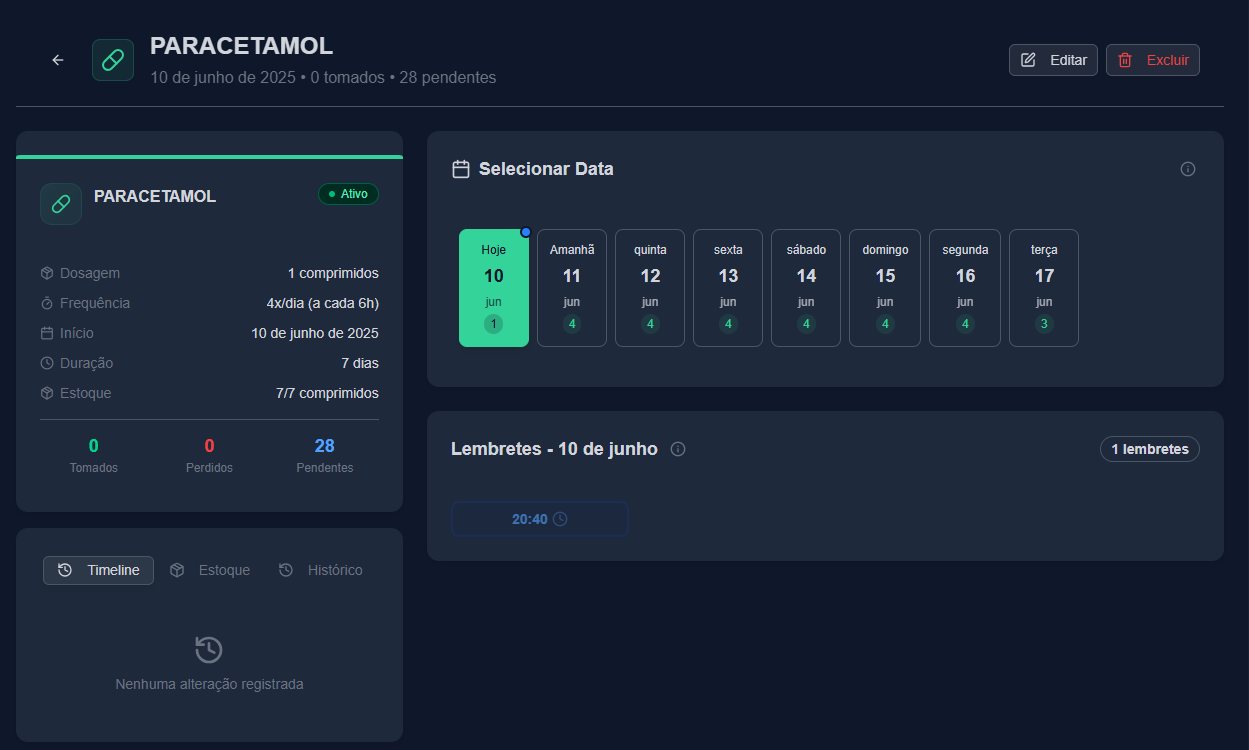 PARACETAMOL
10 de junho de 2025 • 0 tomados • 28 pendentes
Editar
Excluir
PARACETAMOL
Ativo
Dosagem 1 comprimidos
Frequência 4x/dia (a cada 6h)
Início 10 de junho de 2025
Duração 7 dias
Estoque 7/7 comprimidos
0 0 28
Tomados Perdidos Pendentes
Timeline Estoque Histórico
Nenhuma alteração registrada
Selecionar Data
Hoje Amanhã quinta sexta sábado domingo segunda terça
10 11 12 13 14 15 16 17
jun jun jun jun jun jun jun jun
1 4 4 4 4 4 4 3
Lembretes - 10 de junho
1 lembretes
20:40